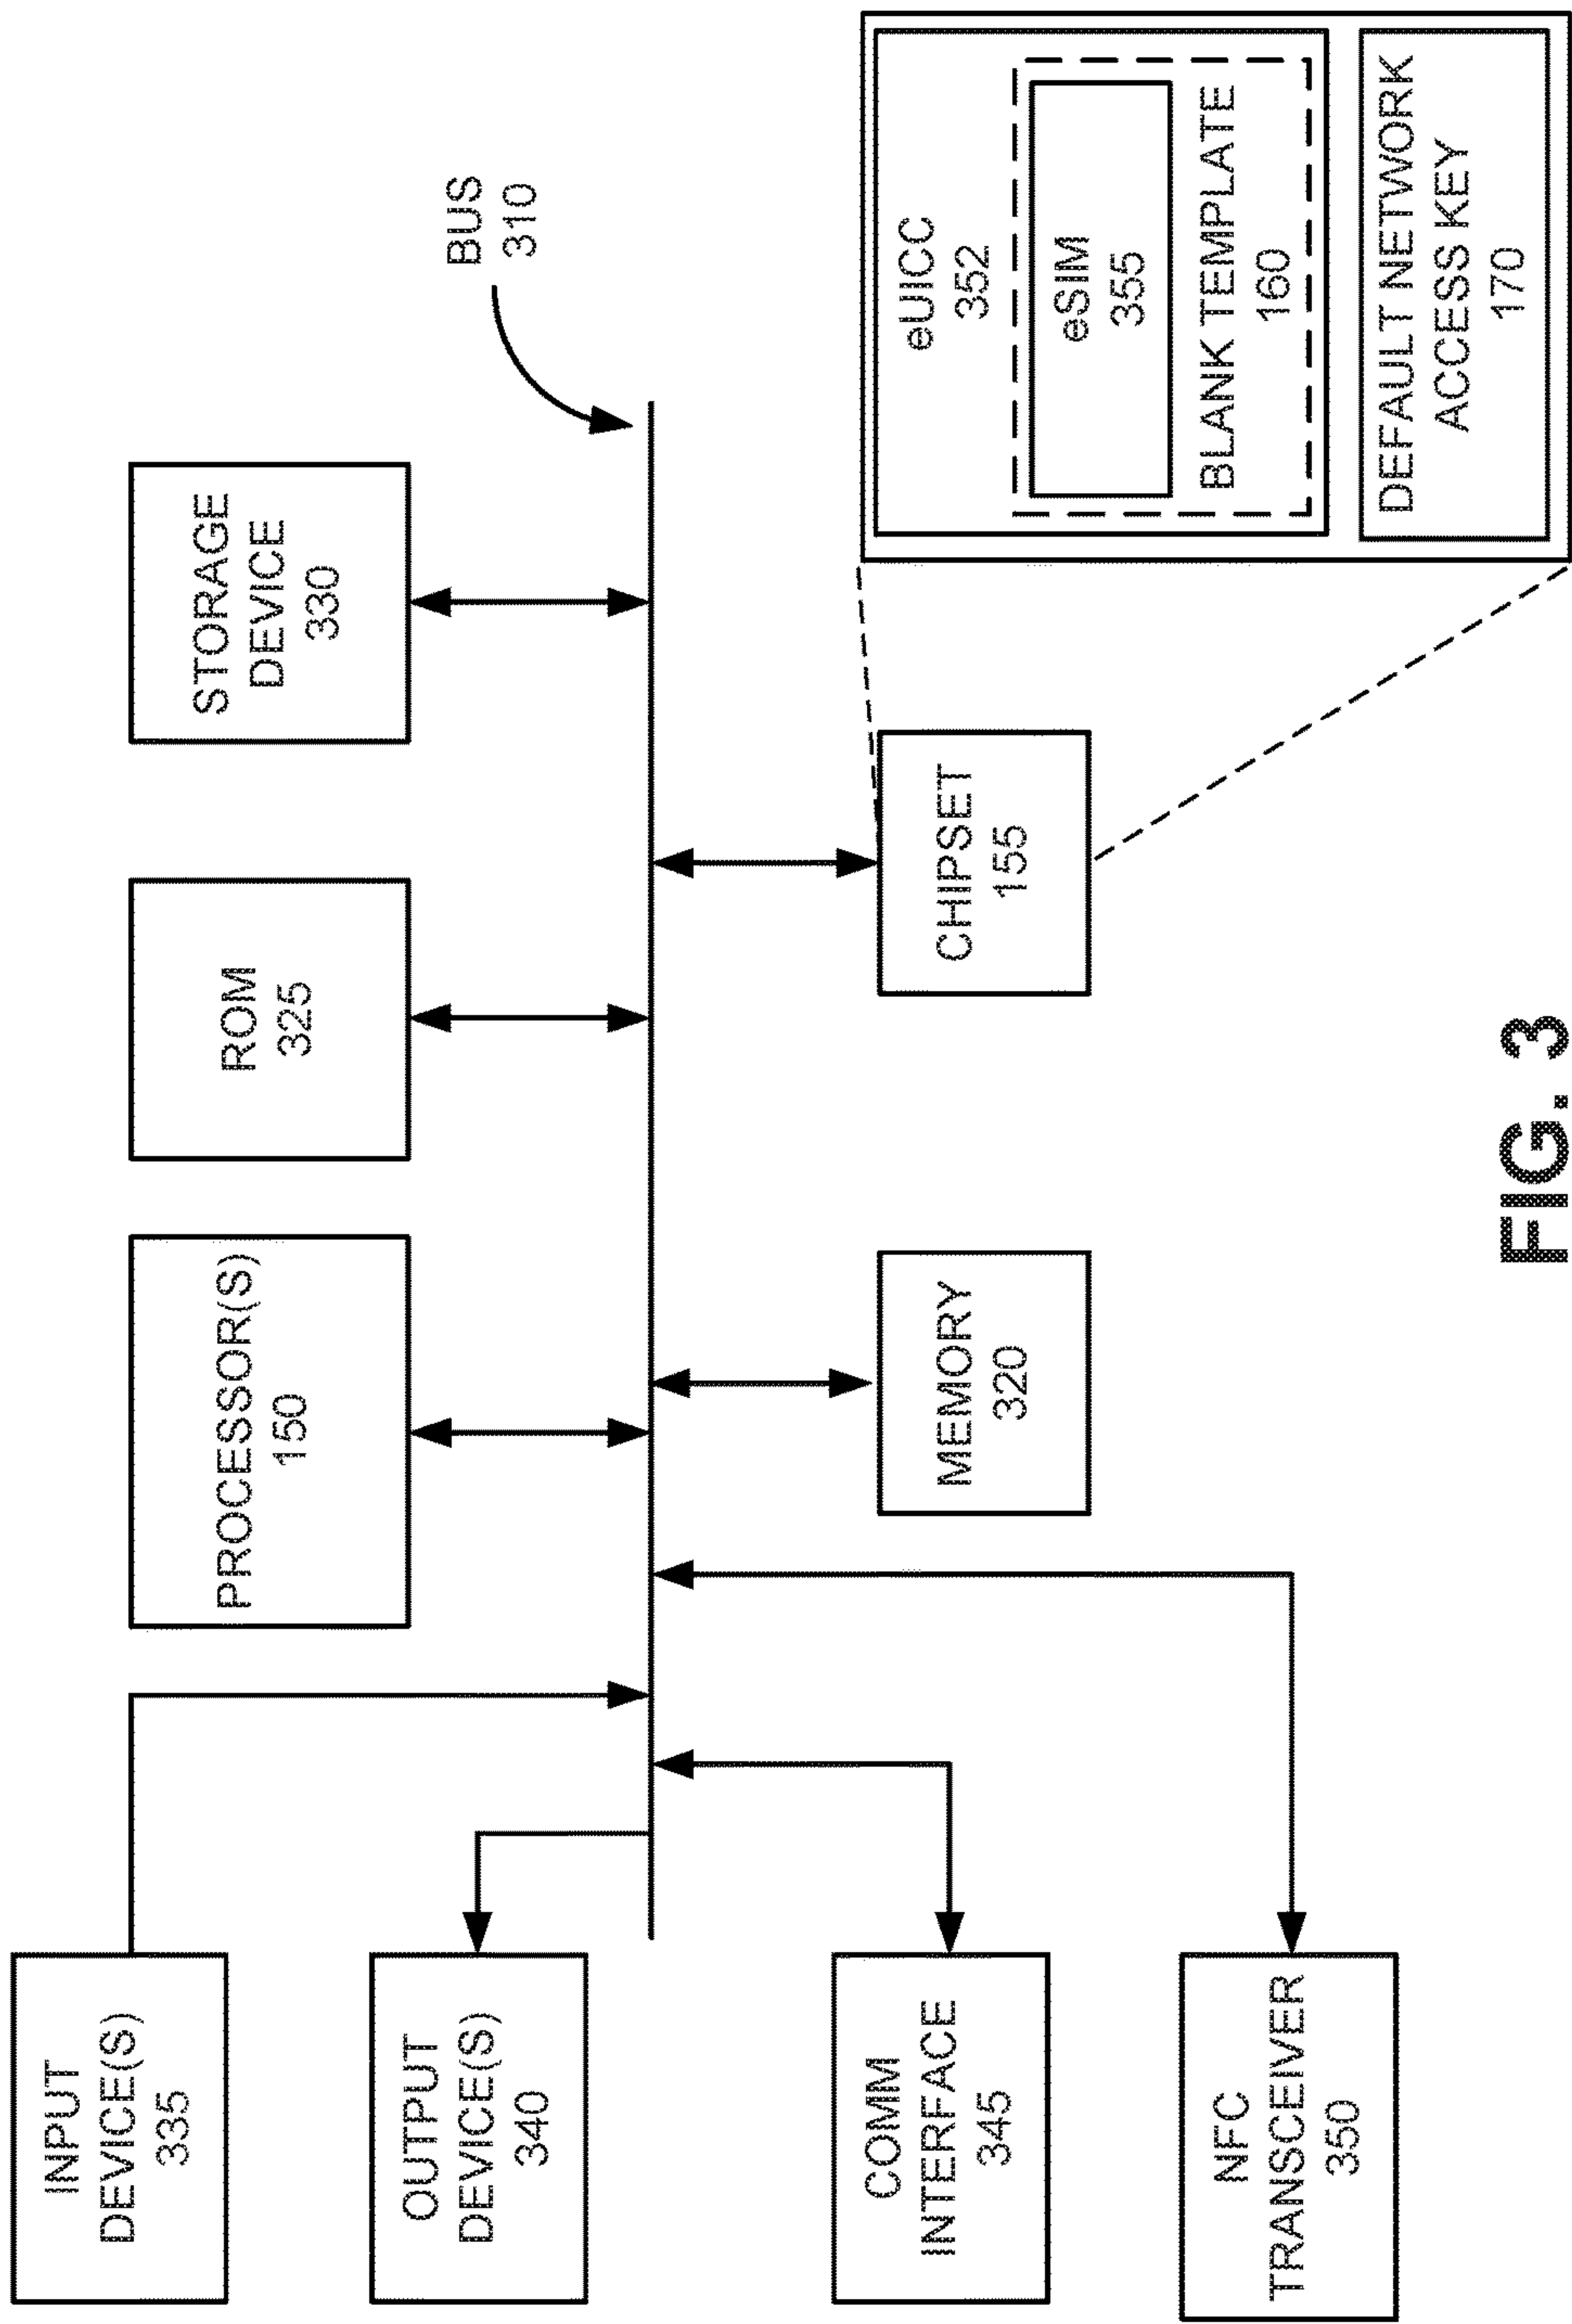 INPUT
DEVICE(S)
335
OUTPUT
DEVICE(S)
340
COMM
INTERFACE
345
NFC
TRANSCEIVER
350
PROCESSOR(S)
150
ROM
325
STORAGE
DEVICE
330
BUS
310
MEMORY
320
CHIPSET
155
eUICC
352
eSIM
355
BLANK TEMPLATE
160
DEFAULT NETWORK
ACCESS KEY
170
FIG. 3